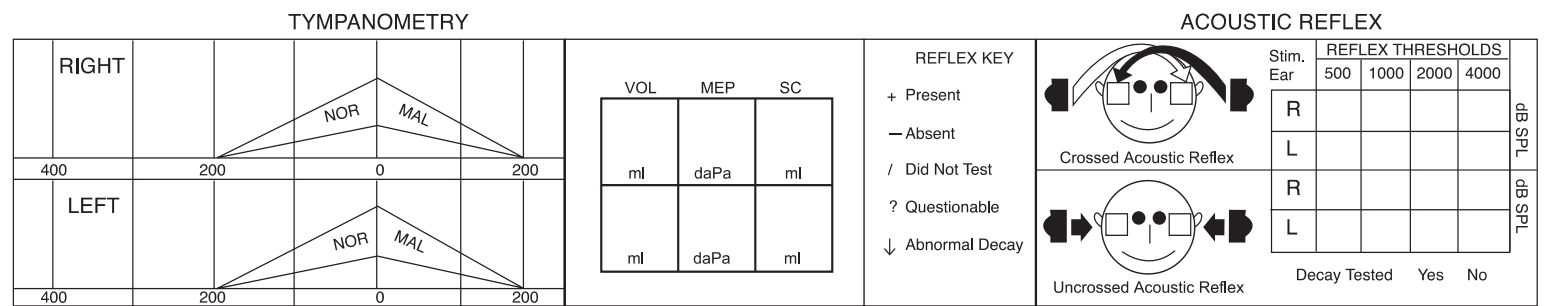 TYMPANOMETRY
RIGHT
NOR MAL
400 200 0 200
LEFT
NOR MAL
400 200 0 200
VOL MEP SC
ml daPa ml
ml daPa ml
REFLEX KEY
+ Present
— Absent
/ Did Not Test
? Questionable
↓ Abnormal Decay
ACOUSTIC REFLEX
Crossed Acoustic Reflex
Uncrossed Acoustic Reflex
Stim. Ear
REFLEX THRESHOLDS
500 1000 2000 4000
R
L
dB SPL
R
L
dB SPL
Decay Tested Yes No